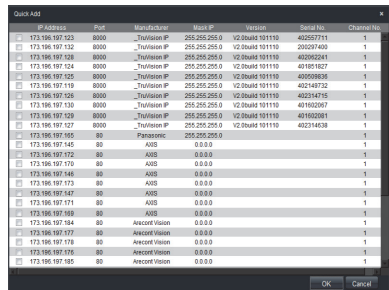 Quick Add ×
IP Address Port Manufacturer Mask IP Version Serial No. Channel No
173.196.197.123 8000 _TruVision IP 255.255.255.0 V2.0build 101110 402557711 1
173.196.197.132 8000 _TruVision IP 255.255.255.0 V2.0build 101110 200297400 1
173.196.197.128 8000 _TruVision IP 255.255.255.0 V2.0build 101110 402062241 1
173.196.197.124 8000 _TruVision IP 255.255.255.0 V2.0build 101110 401851827 1
173.196.197.125 8000 _TruVision IP 255.255.255.0 V2.0build 101110 400509836 1
173.196.197.119 8000 _TruVision IP 255.255.255.0 V2.0build 101110 402149732 1
173.196.197.126 8000 _TruVision IP 255.255.255.0 V2.0build 101110 402314715 1
173.196.197.130 8000 _TruVision IP 255.255.255.0 V2.0build 101110 401602067 1
173.196.197.129 8000 _TruVision IP 255.255.255.0 V2.0build 101110 401602081 1
173.196.197.127 8000 _TruVision IP 255.255.255.0 V2.0build 101110 402314638 1
173.196.197.165 80 Panasonic 255.255.255.0 1
173.196.197.145 80 AXIS 0.0.0.0 1
173.196.197.172 80 AXIS 0.0.0.0 1
173.196.197.170 80 AXIS 0.0.0.0 1
173.196.197.146 80 AXIS 0.0.0.0 1
173.196.197.173 80 AXIS 0.0.0.0 1
173.196.197.147 80 AXIS 0.0.0.0 1
173.196.197.171 80 AXIS 0.0.0.0 1
173.196.197.169 80 AXIS 0.0.0.0 1
173.196.197.184 80 Arecont Vision 0.0.0.0 1
173.196.197.177 80 Arecont Vision 0.0.0.0 1
173.196.197.178 80 Arecont Vision 0.0.0.0 1
173.196.197.176 80 Arecont Vision 0.0.0.0 1
173.196.197.185 80 Arecont Vision 0.0.0.0 1
OK Cancel